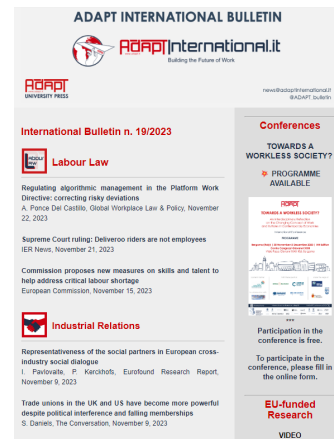 ADAPT INTERNATIONAL BULLETIN
ADAPT International.it
Building the Future of Work
ADAPT
UNIVERSITY PRESS
news@adaptinternational.it
@ADAPT_bulletin
International Bulletin n. 19/2023
Labour Law
Regulating algorithmic management in the Platform Work
Directive: correcting risky deviations
A. Ponce Del Castillo, Global Workplace Law & Policy, November
22, 2023
Supreme Court ruling: Deliveroo riders are not employees
IER News, November 21, 2023
Commission proposes new measures on skills and talent to
help address critical labour shortage
European Commission, November 15, 2023
Industrial Relations
Representativeness of the social partners in European cross-
industry social dialogue
I. Pavlovaite, P. Kerckhofs, Eurofound Research Report,
November 9, 2023
Trade unions in the UK and US have become more powerful
despite political interference and falling memberships
S. Daniels, The Conversation, November 9, 2023
Conferences
TOWARDS A
WORKLESS SOCIETY?
PROGRAMME
AVAILABLE
ADAPT
TOWARDS A WORKLESS SOCIETY?
***
Participation in the
conference is free.
To participate in the
conference, please fill in
the online form.
EU-funded
Research
VIDEO